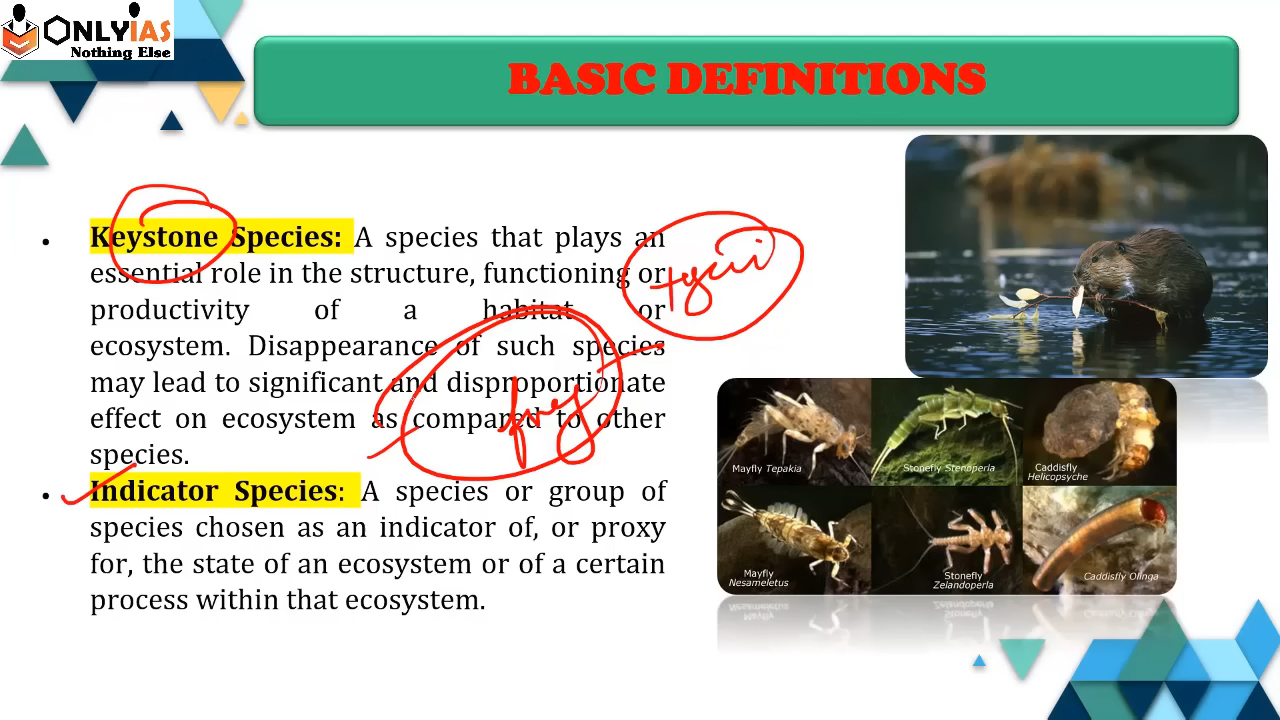 ONLYIAS
Nothing Else
BASIC DEFINITIONS
• Keystone Species: A species that plays an
essential role in the structure, functioning or
productivity of a habitat or
ecosystem. Disappearance of such species
may lead to significant and disproportionate
effect on ecosystem as compared to other
species.
• Indicator Species: A species or group of
species chosen as an indicator of, or proxy
for, the state of an ecosystem or of a certain
process within that ecosystem.
Mayfly Tepakia
Stonefly Stenoperla
Caddisfly
Helicopsyche
Mayfly
Nesameletus
Stonefly
Zelandoperla
Caddisfly Olinga